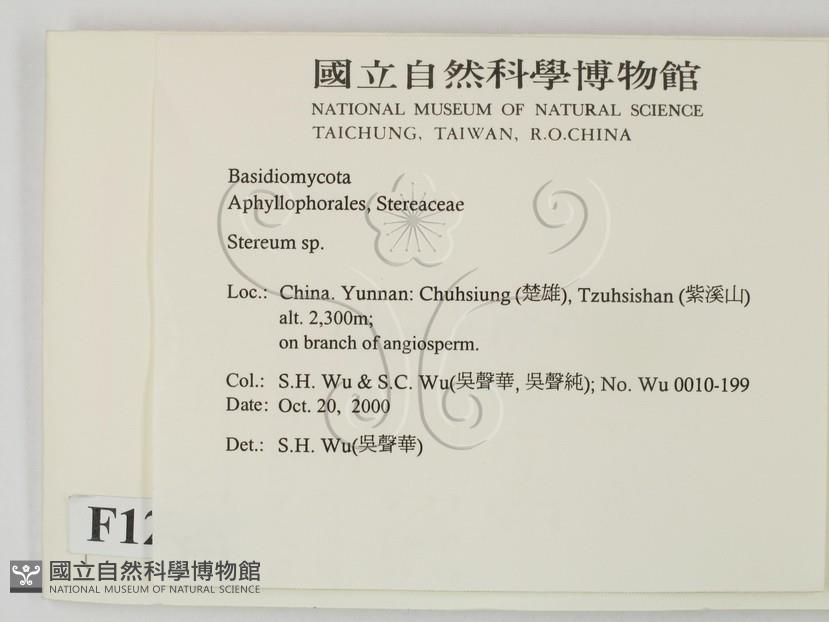 國立自然科學博物館
NATIONAL MUSEUM OF NATURAL SCIENCE
TAICHUNG, TAIWAN, R.O.CHINA
Basidiomycota
Aphyllophorales, Stereaceae
Stereum sp.
Loc.: China. Yunnan: Chuhsiung (楚雄), Tzuhsishan (紫溪山)
alt. 2,300m;
on branch of angiosperm.
Col.: S.H. Wu & S.C. Wu(吳聲華, 吳聲純); No. Wu 0010-199
Date: Oct. 20, 2000
Det.: S.H. Wu(吳聲華)
F12
國立自然科學博物館
NATIONAL MUSEUM OF NATURAL SCIENCE